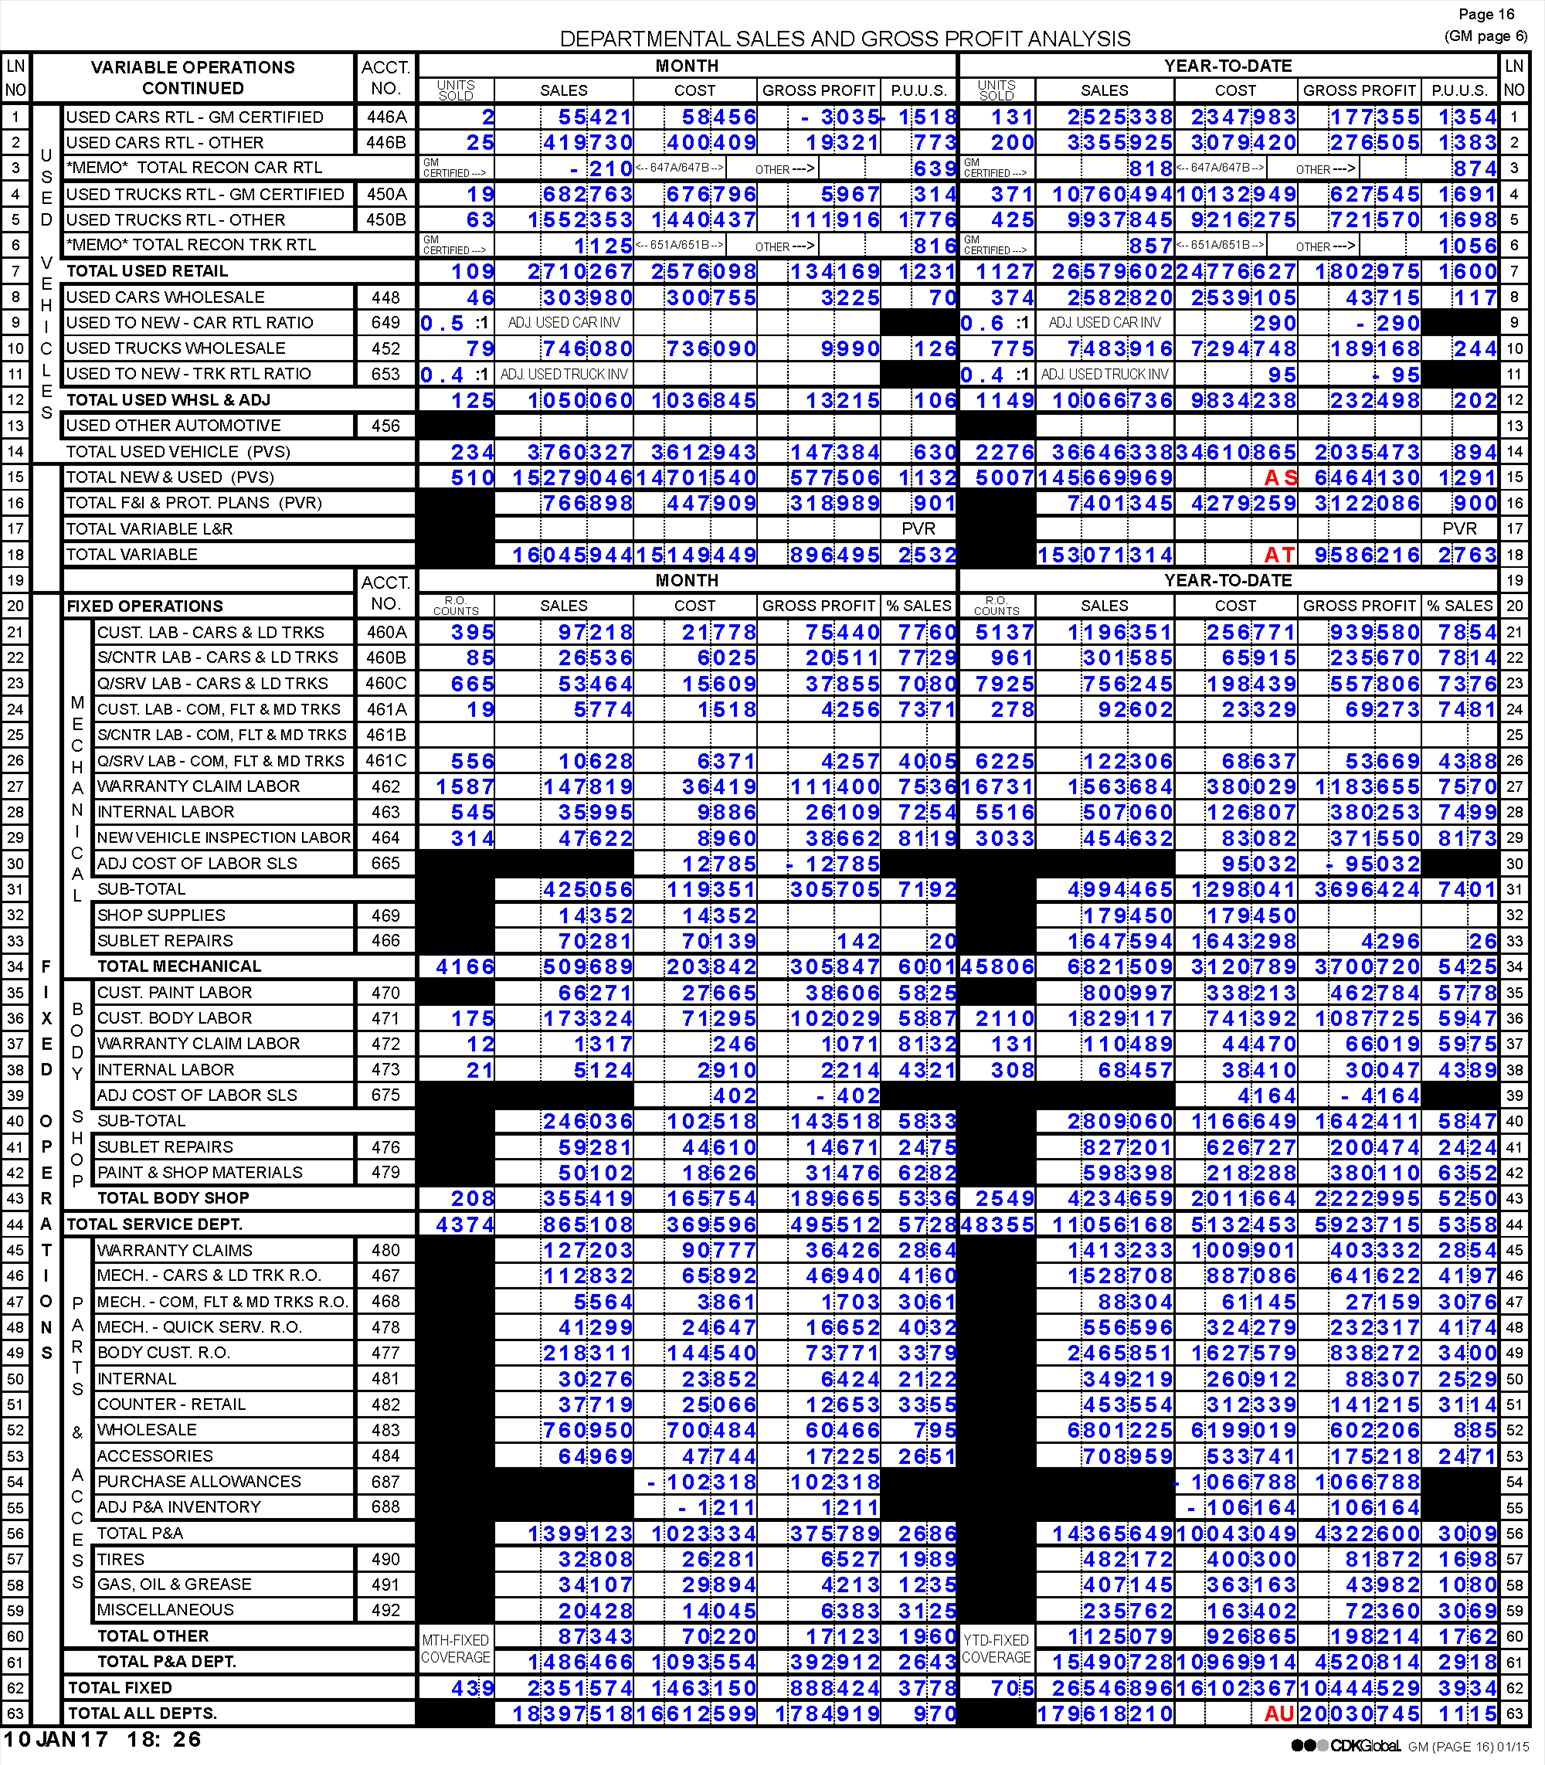 Page 16
DEPARTMENTAL SALES AND GROSS PROFIT ANALYSIS (GM page 6)
LN VARIABLE OPERATIONS ACCT. MONTH YEAR-TO-DATE LN
NO CONTINUED NO. UNITS SOLD SALES COST GROSS PROFIT P.U.U.S. UNITS SOLD SALES COST GROSS PROFIT P.U.U.S. NO
USED VEHICLES
1 USED CARS RTL - GM CERTIFIED 446A 2 55421 58456 - 3035 - 1518 131 2525338 2347983 177355 1354 1
2 USED CARS RTL - OTHER 446B 25 419730 400409 19321 773 200 3355925 3079420 276505 1383 2
3 *MEMO* TOTAL RECON CAR RTL GM CERTIFIED ---> - 210 <-- 647A/647B --> OTHER ---> 639 GM CERTIFIED ---> 818 <-- 647A/647B --> OTHER ---> 874 3
4 USED TRUCKS RTL - GM CERTIFIED 450A 19 682763 676796 5967 314 371 10760494 10132949 627545 1691 4
5 USED TRUCKS RTL - OTHER 450B 63 1552353 1440437 111916 1776 425 9937845 9216275 721570 1698 5
6 *MEMO* TOTAL RECON TRK RTL GM CERTIFIED ---> 1125 <-- 651A/651B --> OTHER ---> 816 GM CERTIFIED ---> 857 <-- 651A/651B --> OTHER ---> 1056 6
7 TOTAL USED RETAIL 109 2710267 2576098 134169 1231 1127 26579602 24776627 1802975 1600 7
8 USED CARS WHOLESALE 448 46 303980 300755 3225 70 374 2582820 2539105 43715 117 8
9 USED TO NEW - CAR RTL RATIO 649 0.5 :1 ADJ. USED CAR INV 0.6 :1 ADJ. USED CAR INV 290 - 290 9
10 USED TRUCKS WHOLESALE 452 79 746080 736090 9990 126 775 7483916 7294748 189168 244 10
11 USED TO NEW - TRK RTL RATIO 653 0.4 :1 ADJ. USED TRUCK INV 0.4 :1 ADJ. USED TRUCK INV 95 - 95 11
12 TOTAL USED WHSL & ADJ 125 1050060 1036845 13215 106 1149 10066736 9834238 232498 202 12
13 USED OTHER AUTOMOTIVE 456 13
14 TOTAL USED VEHICLE (PVS) 234 3760327 3612943 147384 630 2276 36646338 34610865 2035473 894 14
15 TOTAL NEW & USED (PVS) 510 15279046 14701540 577506 1132 5007 145669969 AS 6464130 1291 15
16 TOTAL F&I & PROT. PLANS (PVR) 766898 447909 318989 901 7401345 4279259 3122086 900 16
17 TOTAL VARIABLE L&R PVR PVR 17
18 TOTAL VARIABLE 16045944 15149449 896495 2532 153071314 AT 9586216 2763 18
19 ACCT. MONTH YEAR-TO-DATE 19
20 FIXED OPERATIONS NO. R.O. COUNTS SALES COST GROSS PROFIT % SALES R.O. COUNTS SALES COST GROSS PROFIT % SALES 20
FIXED OPERATIONS
MECHANICAL
21 CUST. LAB - CARS & LD TRKS 460A 395 97218 21778 75440 7760 5137 1196351 256771 939580 7854 21
22 S/CNTR LAB - CARS & LD TRKS 460B 85 26536 6025 20511 7729 961 301585 65915 235670 7814 22
23 Q/SRV LAB - CARS & LD TRKS 460C 665 53464 15609 37855 7080 7925 756245 198439 557806 7376 23
24 CUST. LAB - COM, FLT & MD TRKS 461A 19 5774 1518 4256 7371 278 92602 23329 69273 7481 24
25 S/CNTR LAB - COM, FLT & MD TRKS 461B 25
26 Q/SRV LAB - COM, FLT & MD TRKS 461C 556 10628 6371 4257 4005 6225 122306 68637 53669 4388 26
27 WARRANTY CLAIM LABOR 462 1587 147819 36419 111400 7536 16731 1563684 380029 1183655 7570 27
28 INTERNAL LABOR 463 545 35995 9886 26109 7254 5516 507060 126807 380253 7499 28
29 NEW VEHICLE INSPECTION LABOR 464 314 47622 8960 38662 8119 3033 454632 83082 371550 8173 29
30 ADJ COST OF LABOR SLS 665 12785 - 12785 95032 - 95032 30
31 SUB-TOTAL 425056 119351 305705 7192 4994465 1298041 3696424 7401 31
32 SHOP SUPPLIES 469 14352 14352 179450 179450 32
33 SUBLET REPAIRS 466 70281 70139 142 20 1647594 1643298 4296 26 33
34 TOTAL MECHANICAL 4166 509689 203842 305847 6001 45806 6821509 3120789 3700720 5425 34
BODY SHOP
35 CUST. PAINT LABOR 470 66271 27665 38606 5825 800997 338213 462784 5778 35
36 CUST. BODY LABOR 471 175 173324 71295 102029 5887 2110 1829117 741392 1087725 5947 36
37 WARRANTY CLAIM LABOR 472 12 1317 246 1071 8132 131 110489 44470 66019 5975 37
38 INTERNAL LABOR 473 21 5124 2910 2214 4321 308 68457 38410 30047 4389 38
39 ADJ COST OF LABOR SLS 675 402 - 402 4164 - 4164 39
40 SUB-TOTAL 246036 102518 143518 5833 2809060 1166649 1642411 5847 40
41 SUBLET REPAIRS 476 59281 44610 14671 2475 827201 626727 200474 2424 41
42 PAINT & SHOP MATERIALS 479 50102 18626 31476 6282 598398 218288 380110 6352 42
43 TOTAL BODY SHOP 208 355419 165754 189665 5336 2549 4234659 2011664 2222995 5250 43
44 TOTAL SERVICE DEPT. 4374 865108 369596 495512 5728 48355 11056168 5132453 5923715 5358 44
PARTS & ACCESS
45 WARRANTY CLAIMS 480 127203 90777 36426 2864 1413233 1009901 403332 2854 45
46 MECH. - CARS & LD TRK R.O. 467 112832 65892 46940 4160 1528708 887086 641622 4197 46
47 MECH. - COM, FLT & MD TRKS R.O. 468 5564 3861 1703 3061 88304 61145 27159 3076 47
48 MECH. - QUICK SERV. R.O. 478 41299 24647 16652 4032 556596 324279 232317 4174 48
49 BODY CUST. R.O. 477 218311 144540 73771 3379 2465851 1627579 838272 3400 49
50 INTERNAL 481 30276 23852 6424 2122 349219 260912 88307 2529 50
51 COUNTER - RETAIL 482 37719 25066 12653 3355 453554 312339 141215 3114 51
52 WHOLESALE 483 760950 700484 60466 795 6801225 6199019 602206 885 52
53 ACCESSORIES 484 64969 47744 17225 2651 708959 533741 175218 2471 53
54 PURCHASE ALLOWANCES 687 - 102318 102318 - 1066788 1066788 54
55 ADJ P&A INVENTORY 688 - 1211 1211 - 106164 106164 55
56 TOTAL P&A 1399123 1023334 375789 2686 14365649 10043049 4322600 3009 56
57 TIRES 490 32808 26281 6527 1989 482172 400300 81872 1698 57
58 GAS, OIL & GREASE 491 34107 29894 4213 1235 407145 363163 43982 1080 58
59 MISCELLANEOUS 492 20428 14045 6383 3125 235762 163402 72360 3069 59
60 TOTAL OTHER MTH-FIXED 87343 70220 17123 1960 YTD-FIXED 1125079 926865 198214 1762 60
61 TOTAL P&A DEPT. COVERAGE 1486466 1093554 392912 2643 COVERAGE 15490728 10969914 4520814 2918 61
62 TOTAL FIXED 439 2351574 1463150 888424 3778 705 26546896 16102367 10444529 3934 62
63 TOTAL ALL DEPTS. 18397518 16612599 1784919 970 179618210 AU 20030745 1115 63
10JAN17 18: 26
CDKGlobal. GM (PAGE 16) 01/15